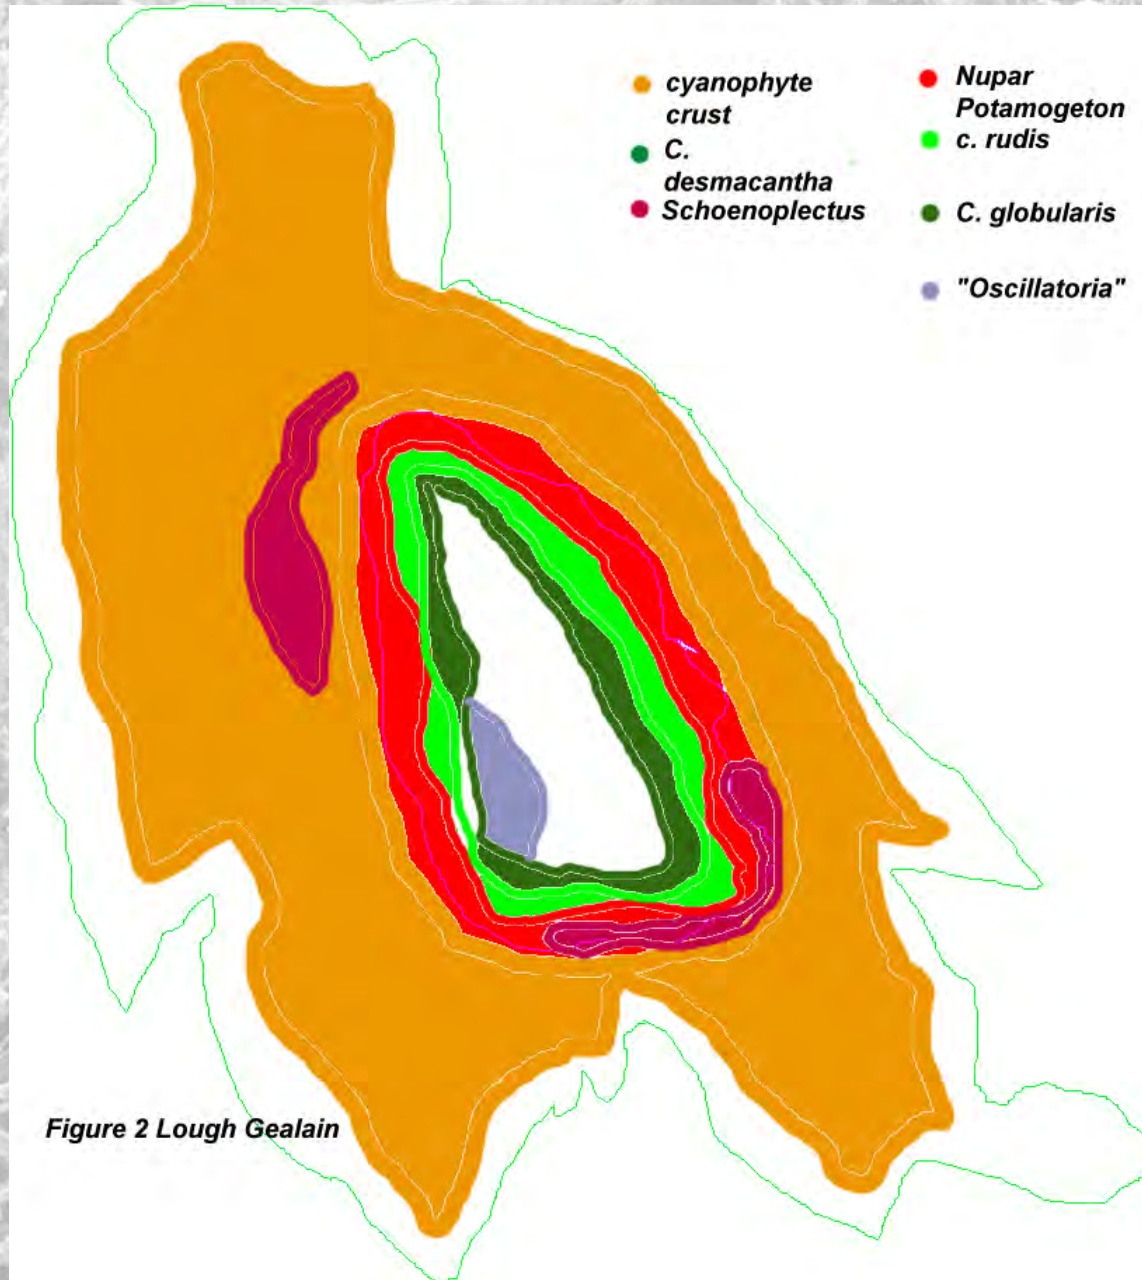 cyanophyte
crust
C.
desmacantha
Schoenoplectus
Nupar
Potamogeton
c. rudis
C. globularis
"Oscillatoria"
Figure 2 Lough Gealain